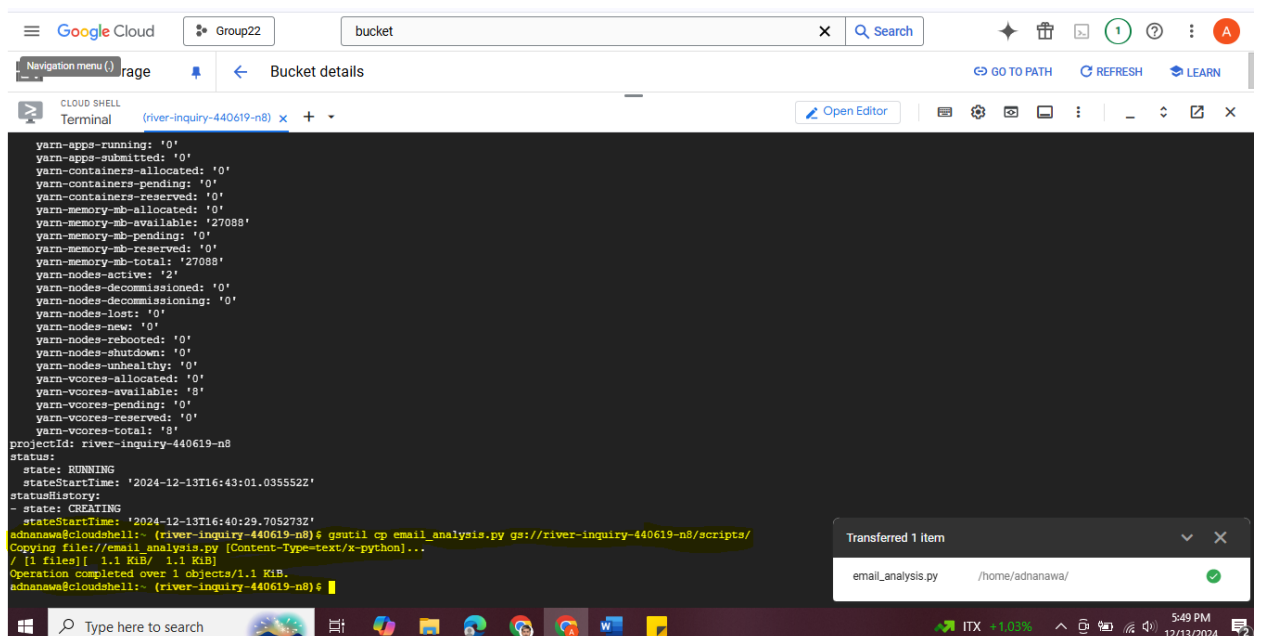 Google Cloud
Group22
bucket
Search
1
A
Navigation menu (.)
rage
Bucket details
GO TO PATH
REFRESH
LEARN
CLOUD SHELL
Terminal
(river-inquiry-440619-n8)
Open Editor
yarn-apps-running: '0'
yarn-apps-submitted: '0'
yarn-containers-allocated: '0'
yarn-containers-pending: '0'
yarn-containers-reserved: '0'
yarn-memory-mb-allocated: '0'
yarn-memory-mb-available: '27088'
yarn-memory-mb-pending: '0'
yarn-memory-mb-reserved: '0'
yarn-memory-mb-total: '27088'
yarn-nodes-active: '2'
yarn-nodes-decommissioned: '0'
yarn-nodes-decommissioning: '0'
yarn-nodes-lost: '0'
yarn-nodes-new: '0'
yarn-nodes-rebooted: '0'
yarn-nodes-shutdown: '0'
yarn-nodes-unhealthy: '0'
yarn-vcores-allocated: '0'
yarn-vcores-available: '8'
yarn-vcores-pending: '0'
yarn-vcores-reserved: '0'
yarn-vcores-total: '8'
projectId: river-inquiry-440619-n8
status:
state: RUNNING
stateStartTime: '2024-12-13T16:43:01.035552Z'
statusHistory:
- state: CREATING
stateStartTime: '2024-12-13T16:40:29.705273Z'
adnanawa@cloudshell:~ (river-inquiry-440619-n8)$ gsutil cp email_analysis.py gs://river-inquiry-440619-n8/scripts/
Copying file://email_analysis.py [Content-Type=text/x-python]...
/ [1 files][ 1.1 KiB/ 1.1 KiB]
Operation completed over 1 objects/1.1 KiB.
adnanawa@cloudshell:~ (river-inquiry-440619-n8)$
Transferred 1 item
email_analysis.py /home/adnanawa/
Type here to search
ITX +1,03%
5:49 PM
12/13/2024
2